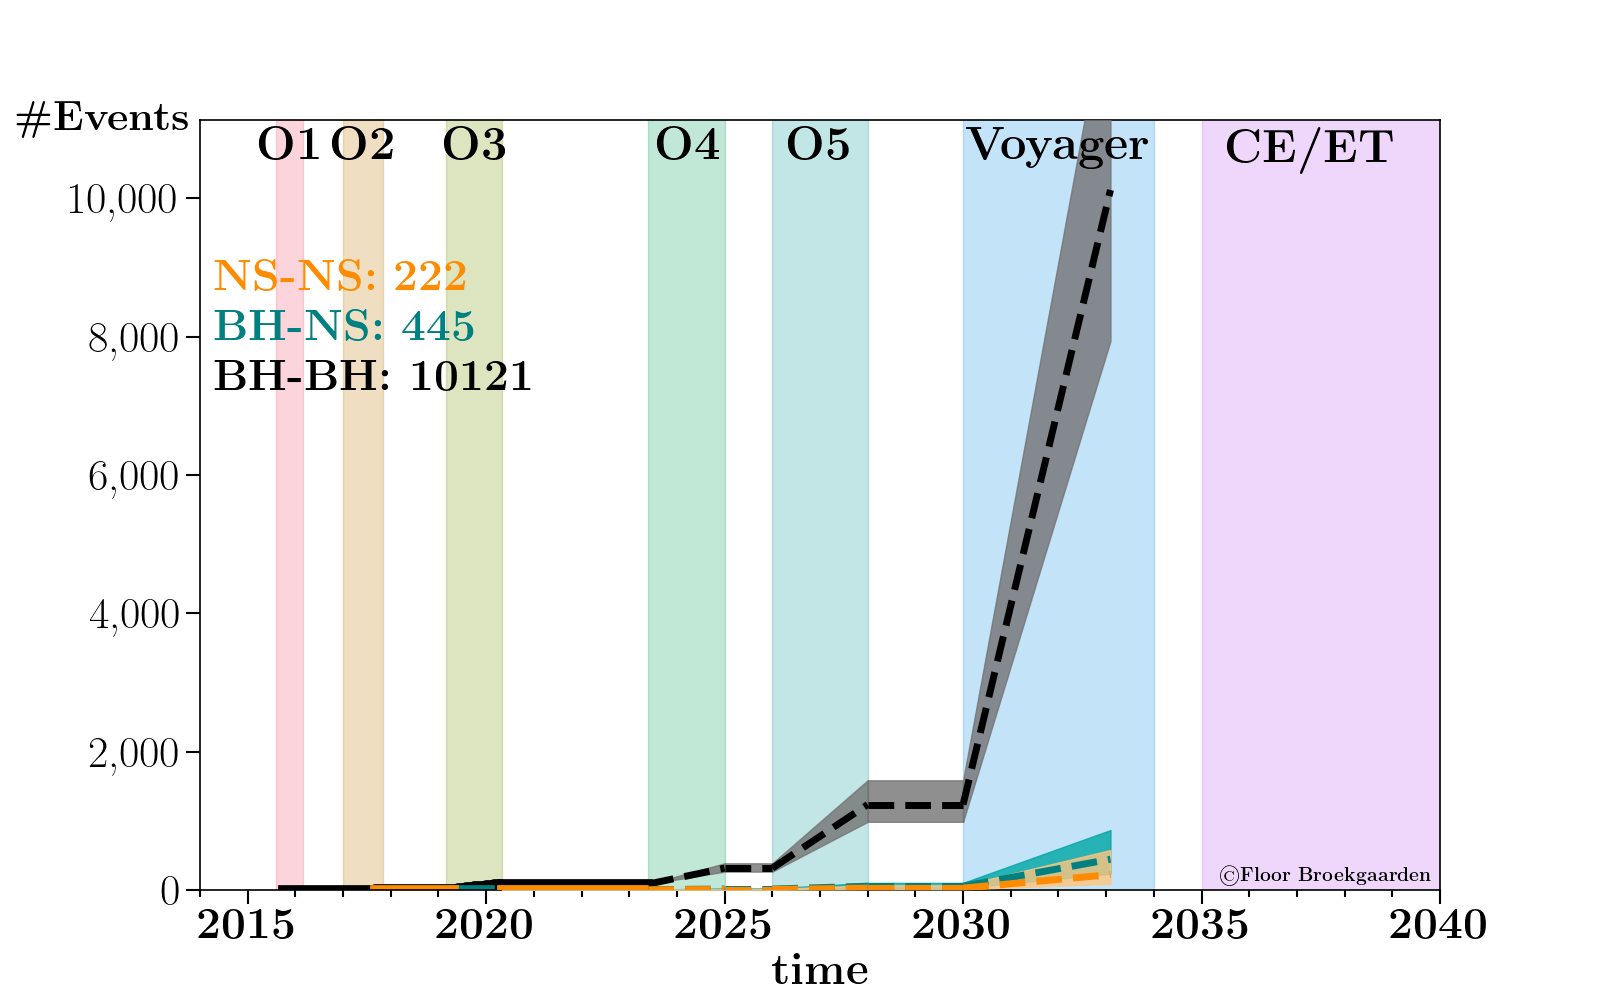 #Events
O1 O2 O3 O4 O5 Voyager CE/ET
10,000
NS-NS: 222
BH-NS: 445
8,000
BH-BH: 10121
6,000
4,000
2,000
0
©Floor Broekgaarden
2015 2020 2025 2030 2035 2040
time